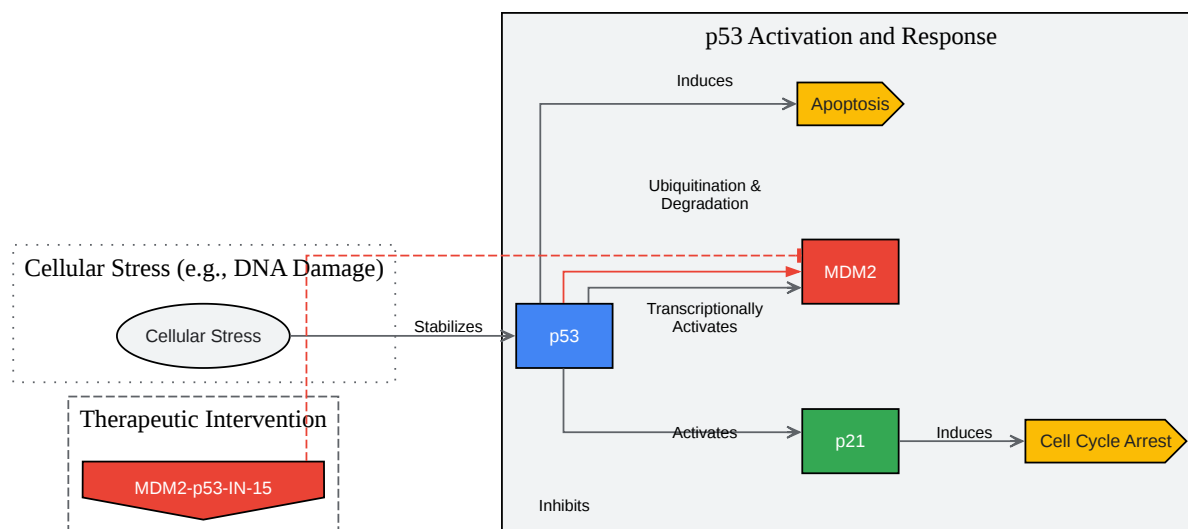 p53 Activation and Response
Induces
Apoptosis
Ubiquitination &
Degradation
Cellular Stress (e.g., DNA Damage)
MDM2
Transcriptionally
Activates
Cellular Stress
Stabilizes
p53
Therapeutic Intervention
Activates
p21
Induces
Cell Cycle Arrest
MDM2-p53-IN-15
Inhibits